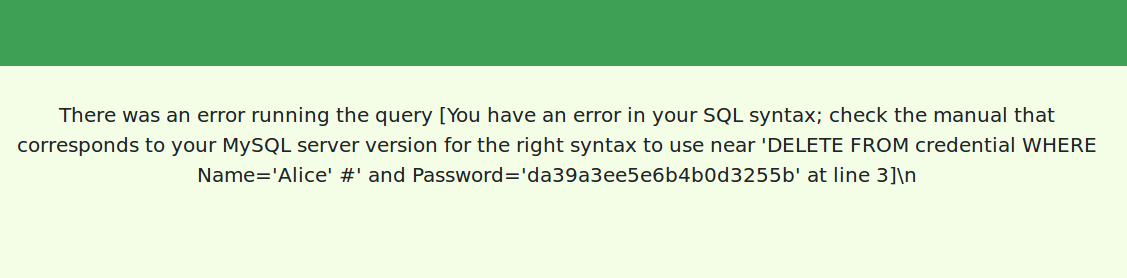 There was an error running the query [You have an error in your SQL syntax; check the manual that
corresponds to your MySQL server version for the right syntax to use near 'DELETE FROM credential WHERE
Name='Alice' #' and Password='da39a3ee5e6b4b0d3255b' at line 3]\n